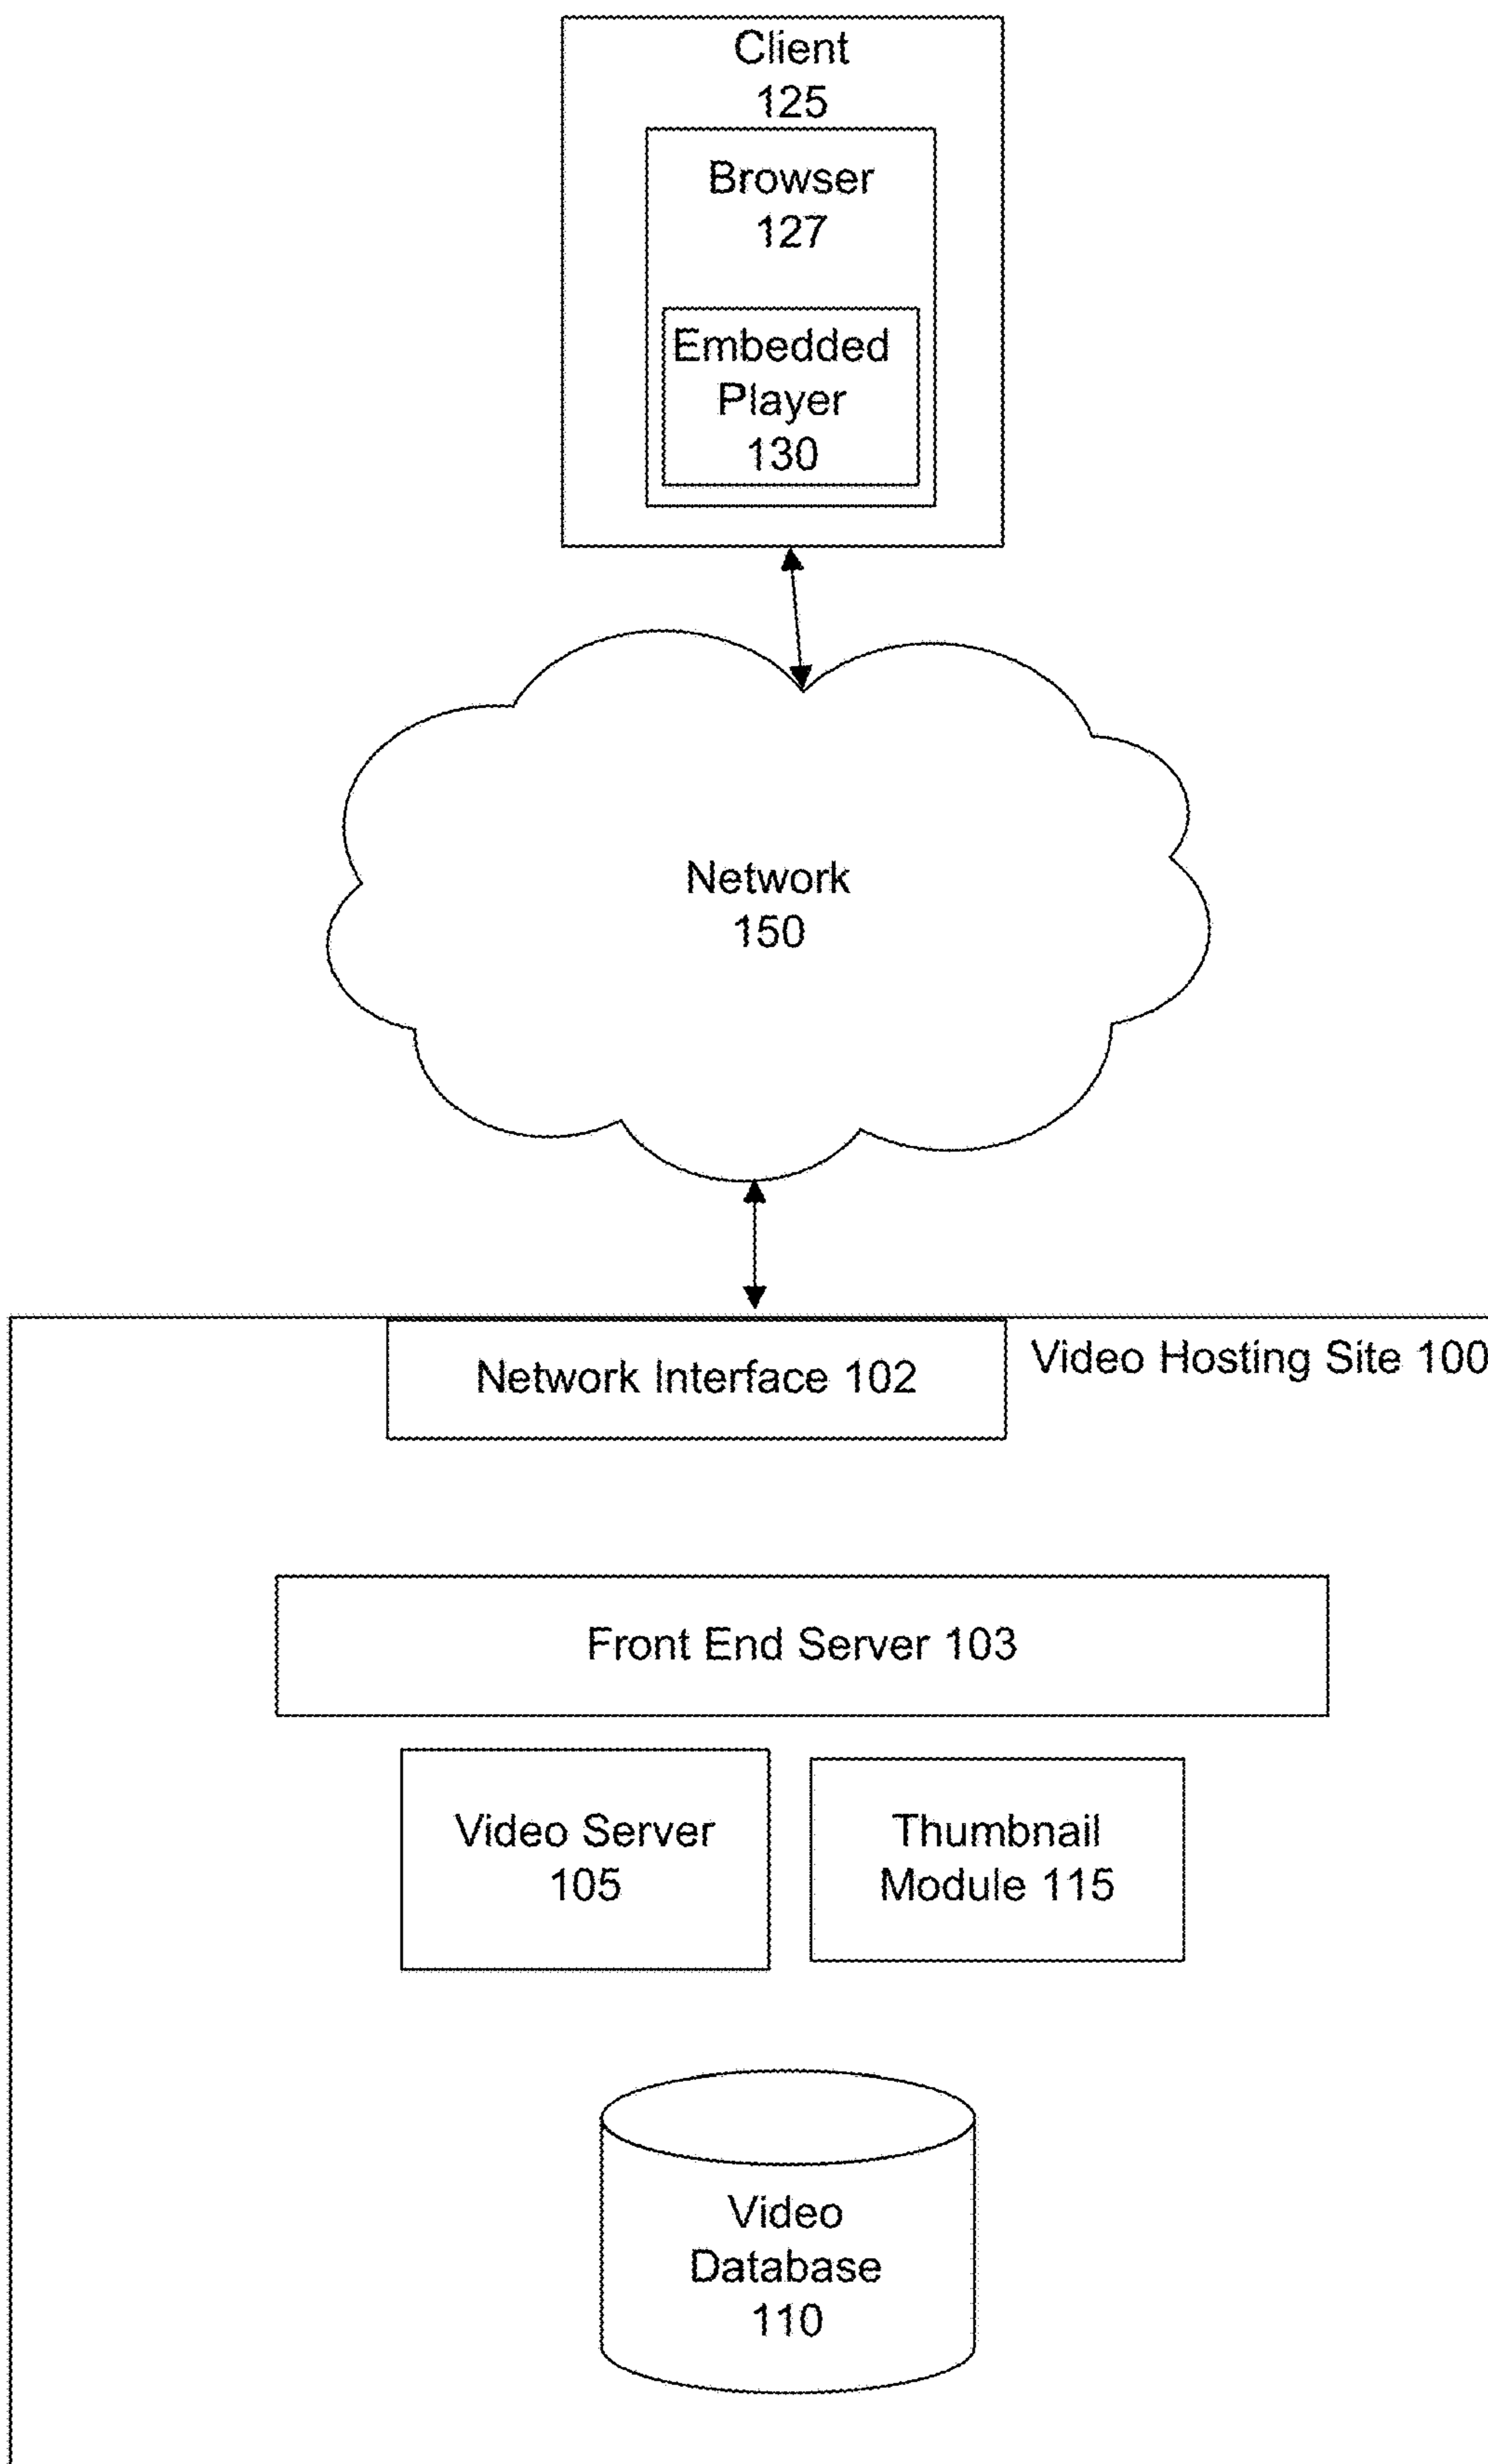 Client
125
Browser
127
Embedded
Player
130
Network
150
Network Interface 102
Video Hosting Site 100
Front End Server 103
Video Server
105
Thumbnail
Module 115
Video
Database
110